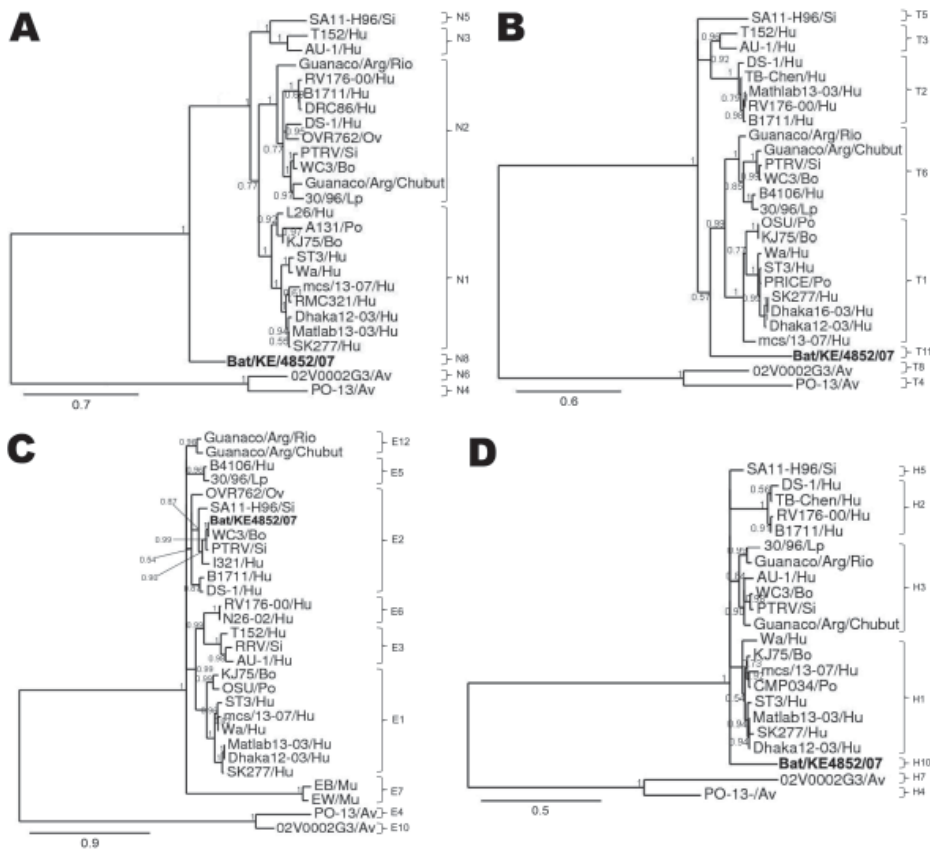 A
SA11-H96/Si
N5
T152/Hu
N3
AU-1/Hu
Guanaco/Arg/Rio
RV176-00/Hu
B1711/Hu
DRC86/Hu
DS-1/Hu
N2
OVR762/Ov
PTRV/Si
WC3/Bo
Guanaco/Arg/Chubut
30/96/Lp
L26/Hu
A131/Po
KJ75/Bo
ST3/Hu
Wa/Hu
N1
mcs/13-07/Hu
RMC321/Hu
Dhaka12-03/Hu
Matlab13-03/Hu
SK277/Hu
Bat/KE/4852/07
N8
02V0002G3/Av
N6
PO-13/Av
N4
0.7
B
SA11-H96/Si
T5
T152/Hu
T3
AU-1/Hu
DS-1/Hu
TB-Chen/Hu
Mathlab13-03/Hu
T2
RV176-00/Hu
B1711/Hu
Guanaco/Arg/Rio
Guanaco/Arg/Chubut
PTRV/Si
T6
WC3/Bo
B4106/Hu
30/96/Lp
OSU/Po
KJ75/Bo
Wa/Hu
ST3/Hu
PRICE/Po
T1
SK277/Hu
Dhaka16-03/Hu
Dhaka12-03/Hu
mcs/13-07/Hu
Bat/KE/4852/07
T11
02V0002G3/Av
T8
PO-13/Av
T4
0.6
C
Guanaco/Arg/Rio
E12
Guanaco/Arg/Chubut
B4106/Hu
E5
30/96/Lp
OVR762/Ov
SA11-H96/Si
Bat/KE4852/07
WC3/Bo
E2
PTRV/Si
I321/Hu
B1711/Hu
DS-1/Hu
RV176-00/Hu
E6
N26-02/Hu
T152/Hu
RRV/Si
E3
AU-1/Hu
KJ75/Bo
OSU/Po
ST3/Hu
mcs/13-07/Hu
E1
Wa/Hu
Matlab13-03/Hu
Dhaka12-03/Hu
SK277/Hu
EB/Mu
E7
EW/Mu
PO-13/Av
E4
02V0002G3/Av
E10
0.9
D
SA11-H96/Si
H5
DS-1/Hu
TB-Chen/Hu
H2
RV176-00/Hu
B1711/Hu
30/96/Lp
Guanaco/Arg/Rio
AU-1/Hu
H3
WC3/Bo
PTRV/Si
Guanaco/Arg/Chubut
Wa/Hu
KJ75/Bo
mcs/13-07/Hu
CMP034/Po
H1
ST3/Hu
Matlab13-03/Hu
SK277/Hu
Dhaka12-03/Hu
Bat/KE4852/07
H10
02V0002G3/Av
H7
PO-13-/Av
H4
0.5